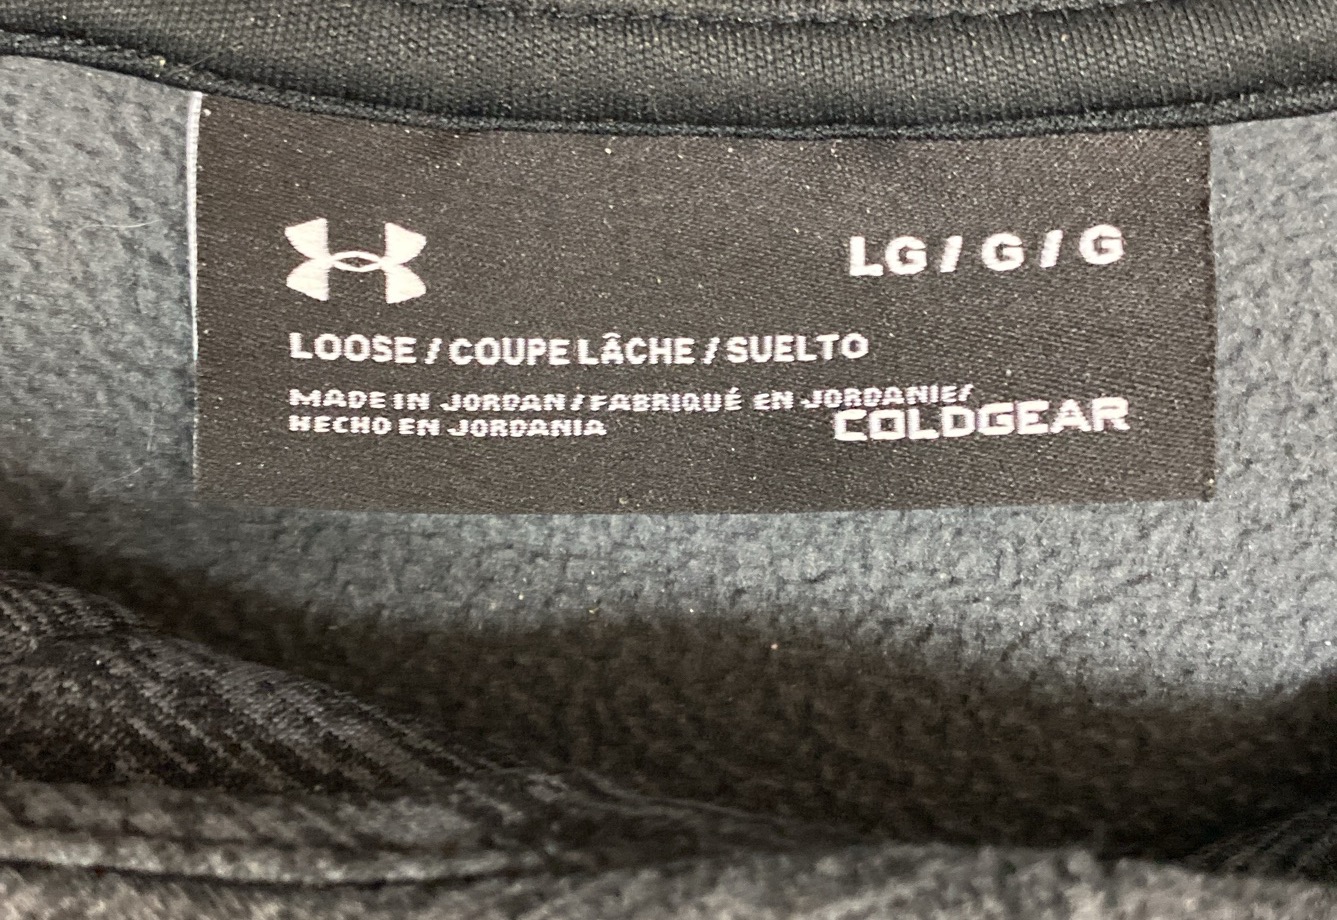 LG / G / G
LOOSE / COUPE LÂCHE / SUELTO
MADE IN JORDAN / FABRIQUÉ EN JORDANIE/
HECHO EN JORDANIA
COLDGEAR